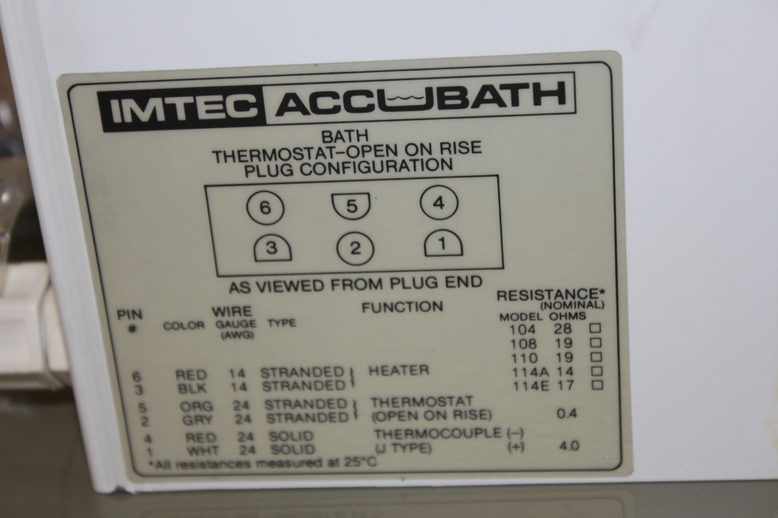 IMTEC ACCUBATH
BATH
THERMOSTAT-OPEN ON RISE
PLUG CONFIGURATION
6 5 4
3 2 1
AS VIEWED FROM PLUG END
PIN # WIRE COLOR GAUGE (AWG) TYPE FUNCTION RESISTANCE* (NOMINAL) MODEL OHMS
104 28 □
108 19 □
110 19 □
6 RED 14 STRANDED } HEATER 114A 14 □
3 BLK 14 STRANDED 114E 17 □
5 ORG 24 STRANDED } THERMOSTAT
2 GRY 24 STRANDED (OPEN ON RISE) 0.4
4 RED 24 SOLID THERMOCOUPLE (-)
1 WHT 24 SOLID (J TYPE) (+) 4.0
*All resistances measured at 25°C